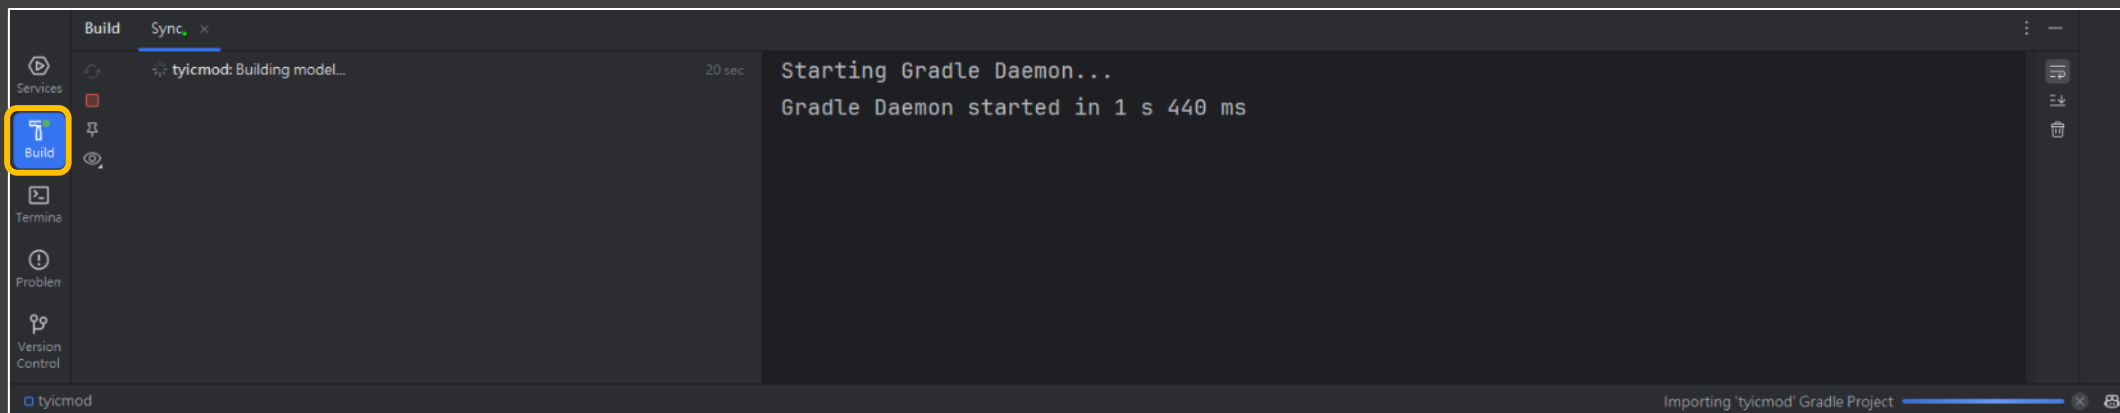 Build Sync
Services
Build
Termina
Problem
Version
Control
tyicmod: Building model... 20 sec
Starting Gradle Daemon...
Gradle Daemon started in 1 s 440 ms
tyicmod
Importing 'tyicmod' Gradle Project